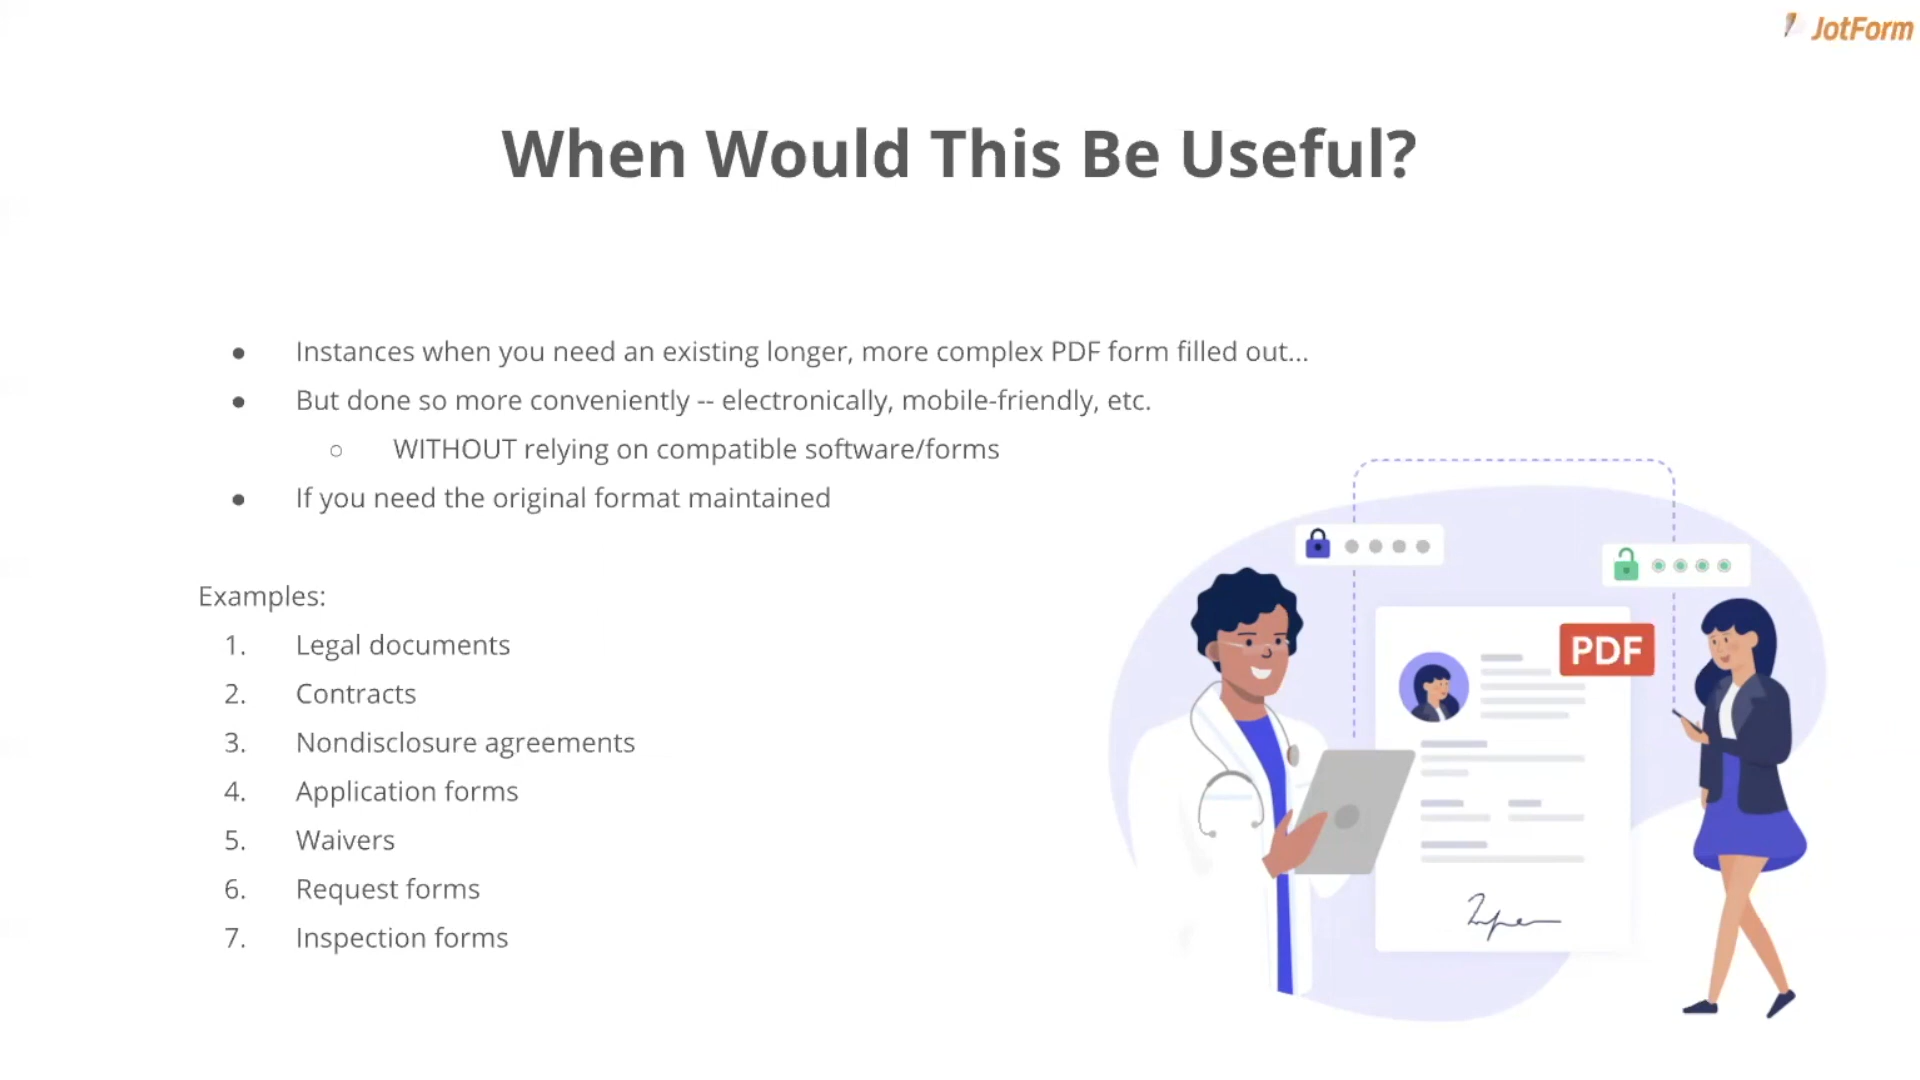 JotForm
When Would This Be Useful?
● Instances when you need an existing longer, more complex PDF form filled out...
● But done so more conveniently -- electronically, mobile-friendly, etc.
○ WITHOUT relying on compatible software/forms
● If you need the original format maintained
Examples:
1. Legal documents
2. Contracts
3. Nondisclosure agreements
4. Application forms
5. Waivers
6. Request forms
7. Inspection forms
PDF